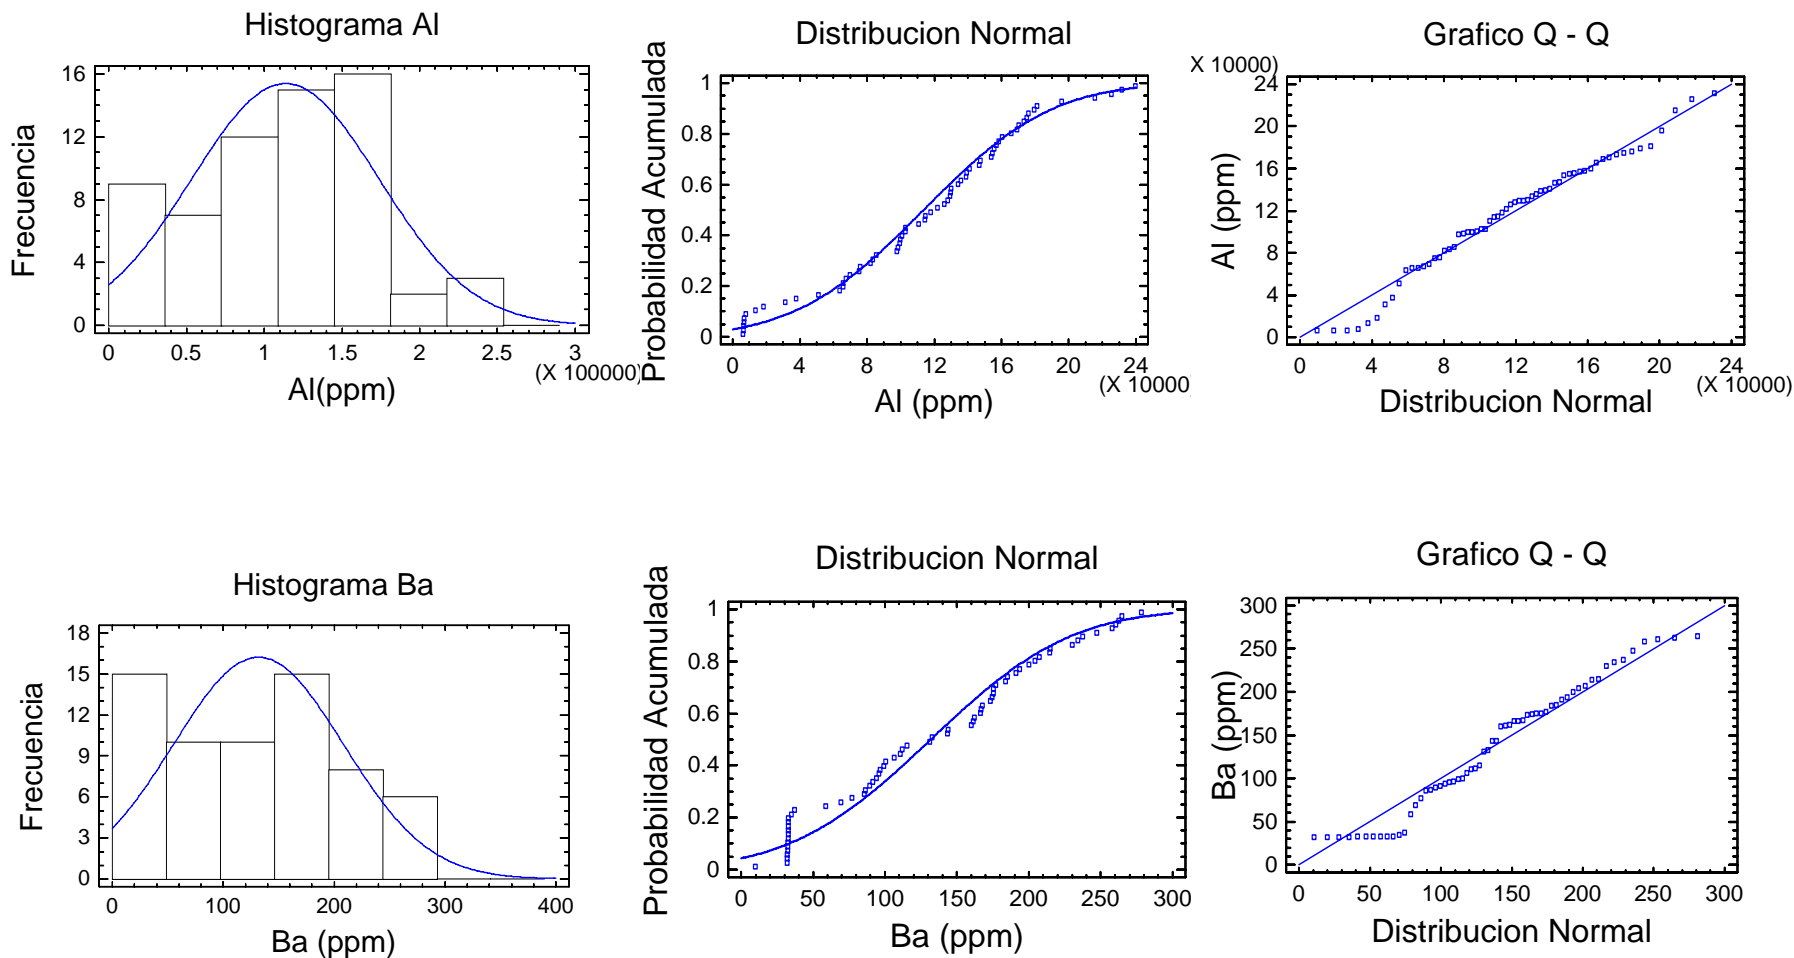 Histograma Al
Frecuencia
16
12
8
4
0
0 0.5 1 1.5 2 2.5 3
(X 100000)
Al(ppm)
Distribucion Normal
Probabilidad Acumulada
1
0.8
0.6
0.4
0.2
0
0 4 8 12 16 20 24
(X 10000)
Al (ppm)
Grafico Q - Q
X 10000)
Al (ppm)
24
20
16
12
8
4
0
0 4 8 12 16 20 24
(X 10000)
Distribucion Normal
Histograma Ba
Frecuencia
18
15
12
9
6
3
0
0 100 200 300 400
Ba (ppm)
Distribucion Normal
Probabilidad Acumulada
1
0.8
0.6
0.4
0.2
0
0 50 100 150 200 250 300
Ba (ppm)
Grafico Q - Q
Ba (ppm)
300
250
200
150
100
50
0
0 50 100 150 200 250 300
Distribucion Normal